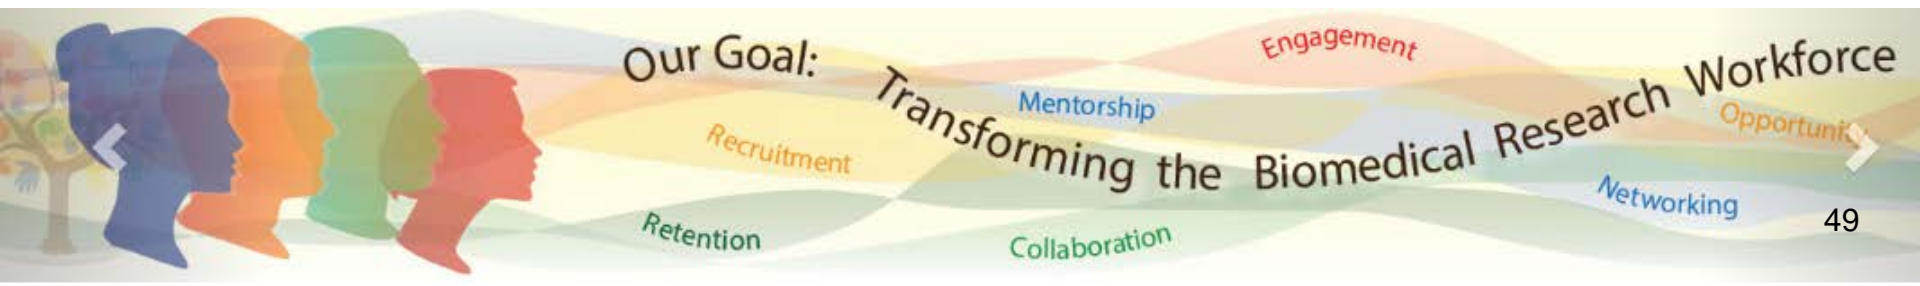 Our Goal: Transforming the Biomedical Research Workforce
Engagement
Mentorship
Recruitment
Opportuni
Networking
Retention
Collaboration
49